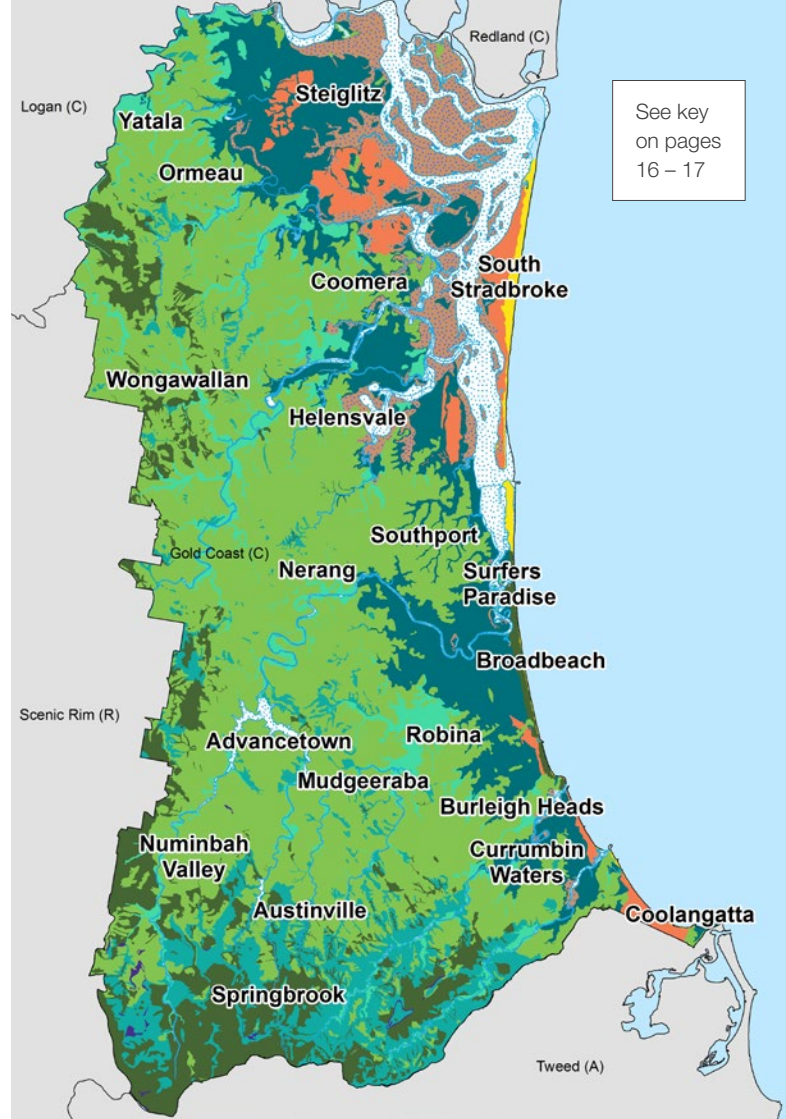 Redland (C)
Steiglitz
See key
on pages
16 – 17
Logan (C)
Yatala
Ormeau
South
Stradbroke
Coomera
Wongawallan
Helensvale
Southport
Gold Coast (C)
Nerang
Surfers
Paradise
Broadbeach
Scenic Rim (R)
Advancetown
Robina
Mudgeeraba
Burleigh Heads
Numinbah
Valley
Currumbin
Waters
Austinville
Coolangatta
Springbrook
Tweed (A)